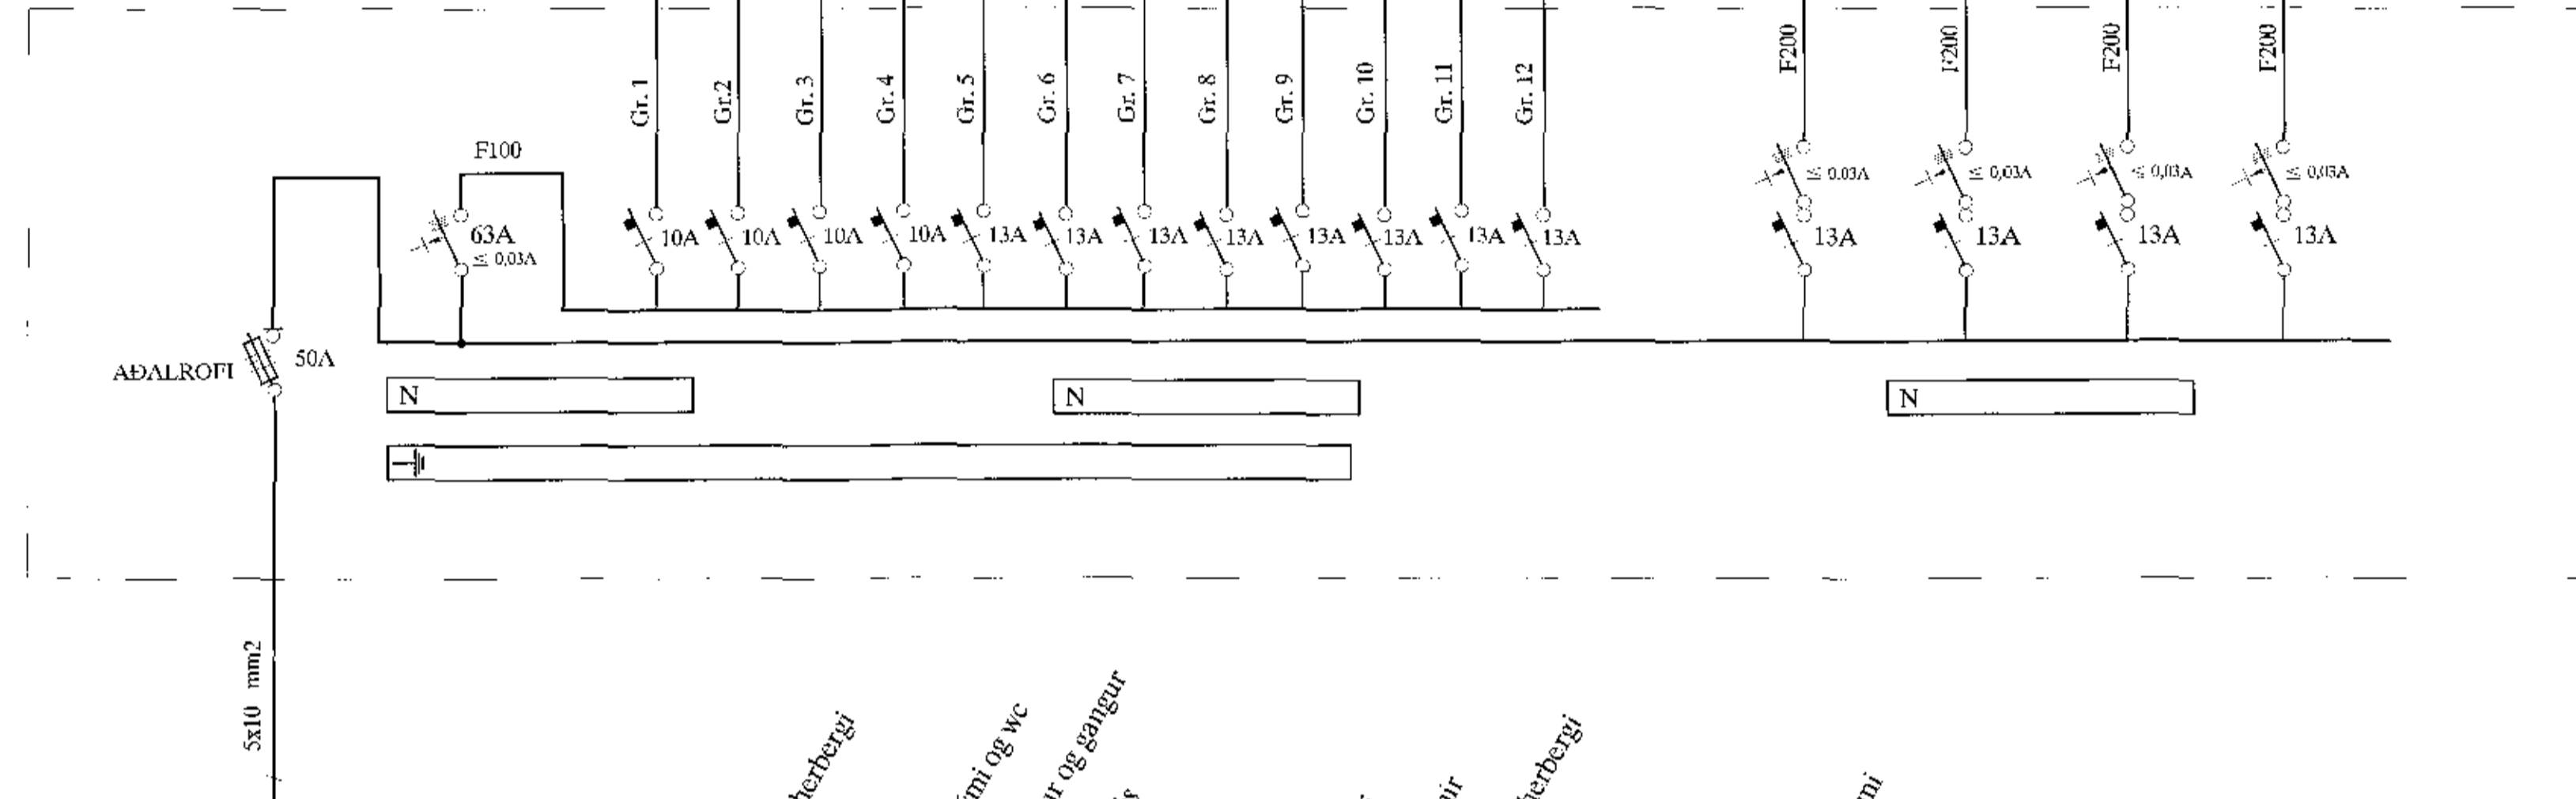 Gr. 1
Gr.2
Gr. 3
Gr. 4
Gr. 5
Gr. 6
Gr. 7
Gr. 8
Gr. 9
Gr. 10
Gr. 11
Gr. 12
F200
F200
F200
F200
F100
≤ 0.03A
≤ 0,03A
≤ 0,03A
≤ 0,03A
63A
≤ 0,03A
10A
10A
10A
10A
13A
13A
13A
13A
13A
13A
13A
13A
13A
13A
13A
13A
AÐALROFI
50A
N
N
N
5x10 mm2
og wc
og gangur